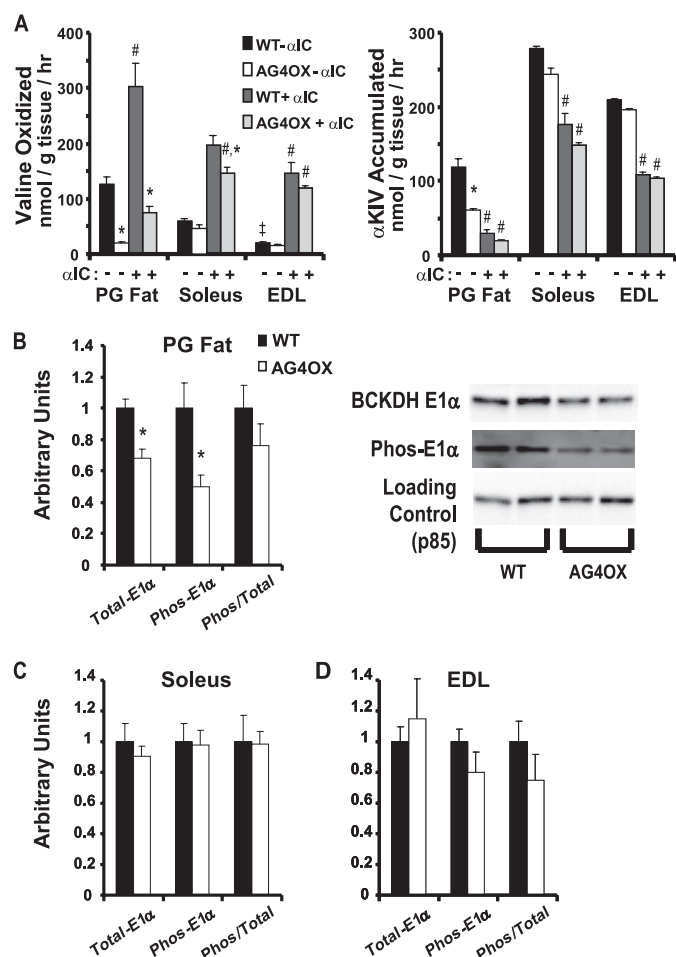 A
Valine Oxidized
nmol / g tissue / hr
400
300
200
100
0
WT-αIC
AG4OX-αIC
WT+ αIC
AG4OX + αIC
#
*
*
#,*
‡
#
#
αIC: - - + + - - + + - - + +
PG Fat Soleus EDL
αKIV Accumulated
nmol / g tissue / hr
300
250
200
150
100
50
0
*
#
#
#
#
#
#
- - + + - - + + - - + +
PG Fat Soleus EDL
B
PG Fat
WT
AG4OX
Arbitrary Units
1.4
1.2
1
0.8
0.6
0.4
0.2
0
*
*
Total-E1α
Phos-E1α
Phos/Total
BCKDH E1α
Phos-E1α
Loading
Control
(p85)
WT AG4OX
C
Soleus
Arbitrary Units
1.4
1.2
1
0.8
0.6
0.4
0.2
0
Total-E1α
Phos-E1α
Phos/Total
D
EDL
1.4
1.2
1
0.8
0.6
0.4
0.2
0
Total-E1α
Phos-E1α
Phos/Total